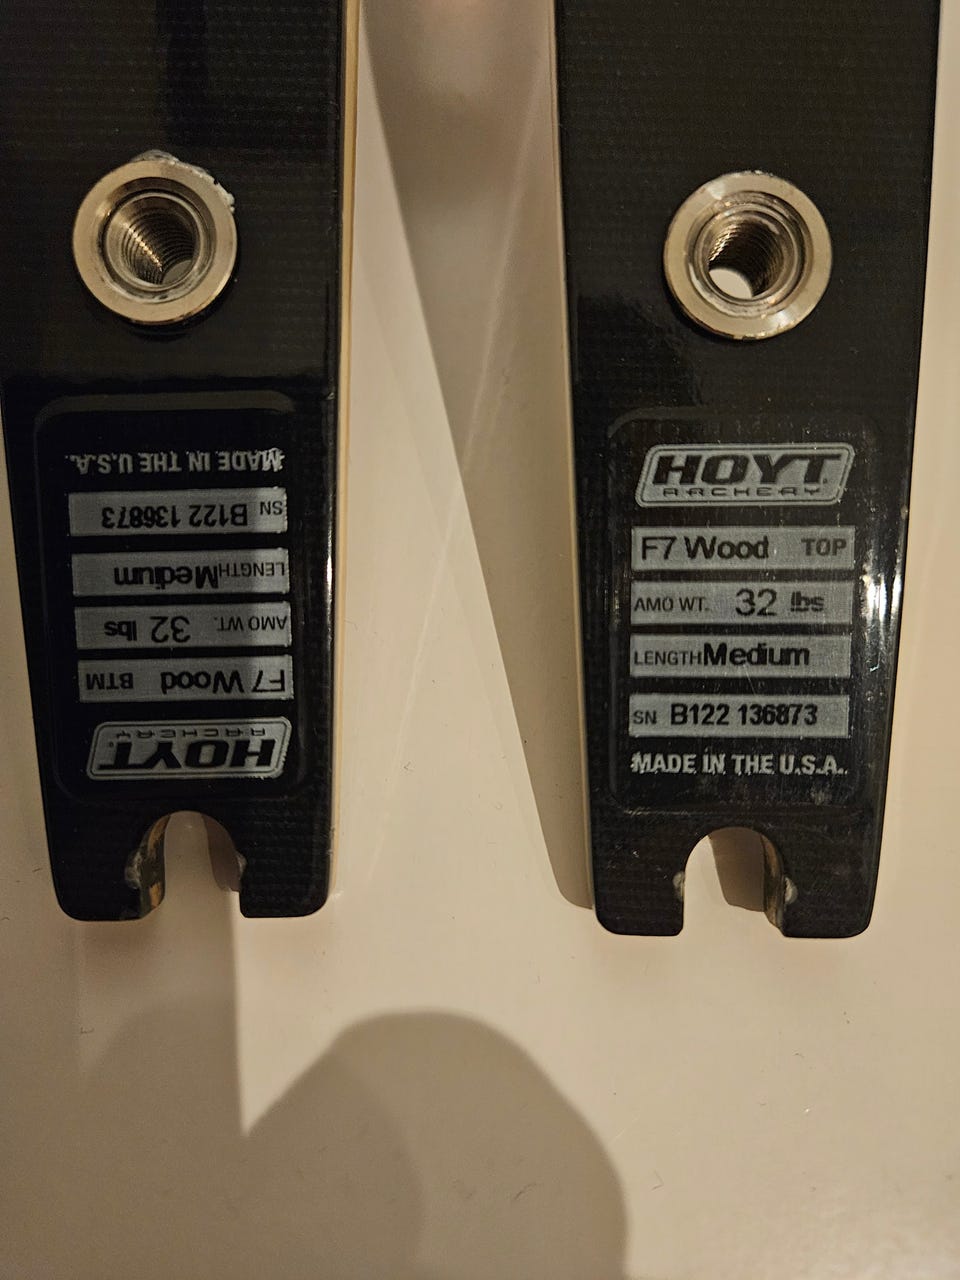 HOYT
ARCHERY
F7 Wood BTM
AMO WT. 32 lbs
LENGTH Medium
SN B122 136873
MADE IN THE U.S.A.
HOYT
ARCHERY
F7 Wood TOP
AMO WT. 32 lbs
LENGTH Medium
SN B122 136873
MADE IN THE U.S.A.